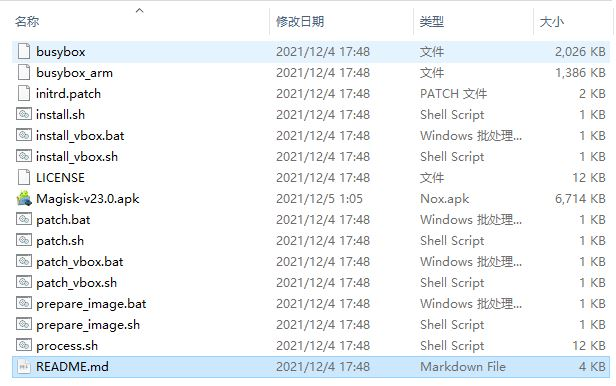 名称 修改日期 类型 大小
busybox 2021/12/4 17:48 文件 2,026 KB
busybox_arm 2021/12/4 17:48 文件 1,386 KB
initrd.patch 2021/12/4 17:48 PATCH 文件 2 KB
install.sh 2021/12/4 17:48 Shell Script 1 KB
install_vbox.bat 2021/12/4 17:48 Windows 批处理... 1 KB
install_vbox.sh 2021/12/4 17:48 Shell Script 1 KB
LICENSE 2021/12/4 17:48 文件 12 KB
Magisk-v23.0.apk 2021/12/5 1:05 Nox.apk 6,714 KB
patch.bat 2021/12/4 17:48 Windows 批处理... 1 KB
patch.sh 2021/12/4 17:48 Shell Script 1 KB
patch_vbox.bat 2021/12/4 17:48 Windows 批处理... 1 KB
patch_vbox.sh 2021/12/4 17:48 Shell Script 1 KB
prepare_image.bat 2021/12/4 17:48 Windows 批处理... 1 KB
prepare_image.sh 2021/12/4 17:48 Shell Script 1 KB
process.sh 2021/12/4 17:48 Shell Script 12 KB
README.md 2021/12/4 17:48 Markdown File 4 KB